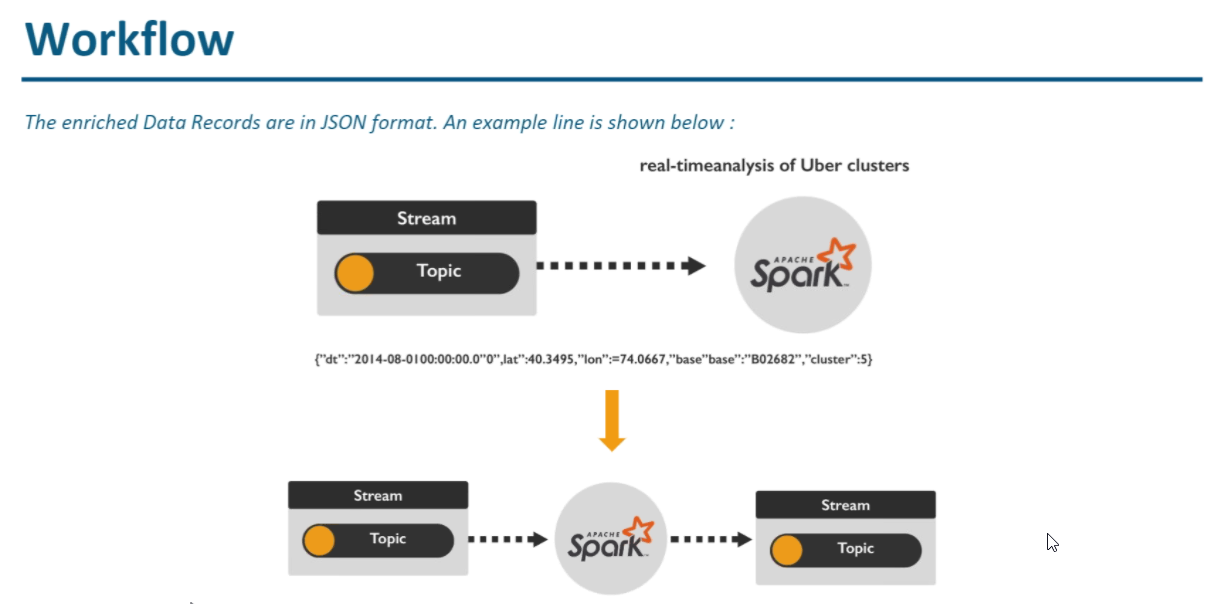 Workflow
The enriched Data Records are in JSON format. An example line is shown below :
real-timeanalysis of Uber clusters
Stream
Topic
APACHE
Spark™
{"dt":"2014-08-0100:00:00.0"0",lat":40.3495,"lon":=74.0667,"base"base":"B02682","cluster":5}
Stream
Topic
APACHE
Spark™
Stream
Topic